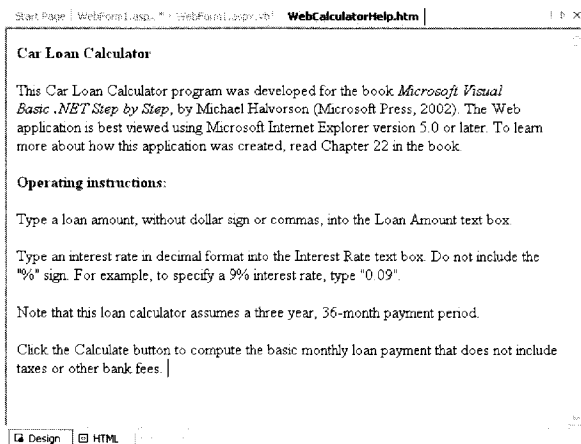 Start Page WebForm1.aspx* WebForm1.aspx.vb* WebCalculatorHelp.htm
Car Loan Calculator
This Car Loan Calculator program was developed for the book Microsoft Visual
Basic .NET Step by Step, by Michael Halvorson (Microsoft Press, 2002). The Web
application is best viewed using Microsoft Internet Explorer version 5.0 or later. To learn
more about how this application was created, read Chapter 22 in the book.
Operating instructions:
Type a loan amount, without dollar sign or commas, into the Loan Amount text box.
Type an interest rate in decimal format into the Interest Rate text box. Do not include the
"%" sign. For example, to specify a 9% interest rate, type "0.09".
Note that this loan calculator assumes a three year, 36-month payment period.
Click the Calculate button to compute the basic monthly loan payment that does not include
taxes or other bank fees.
Design HTML